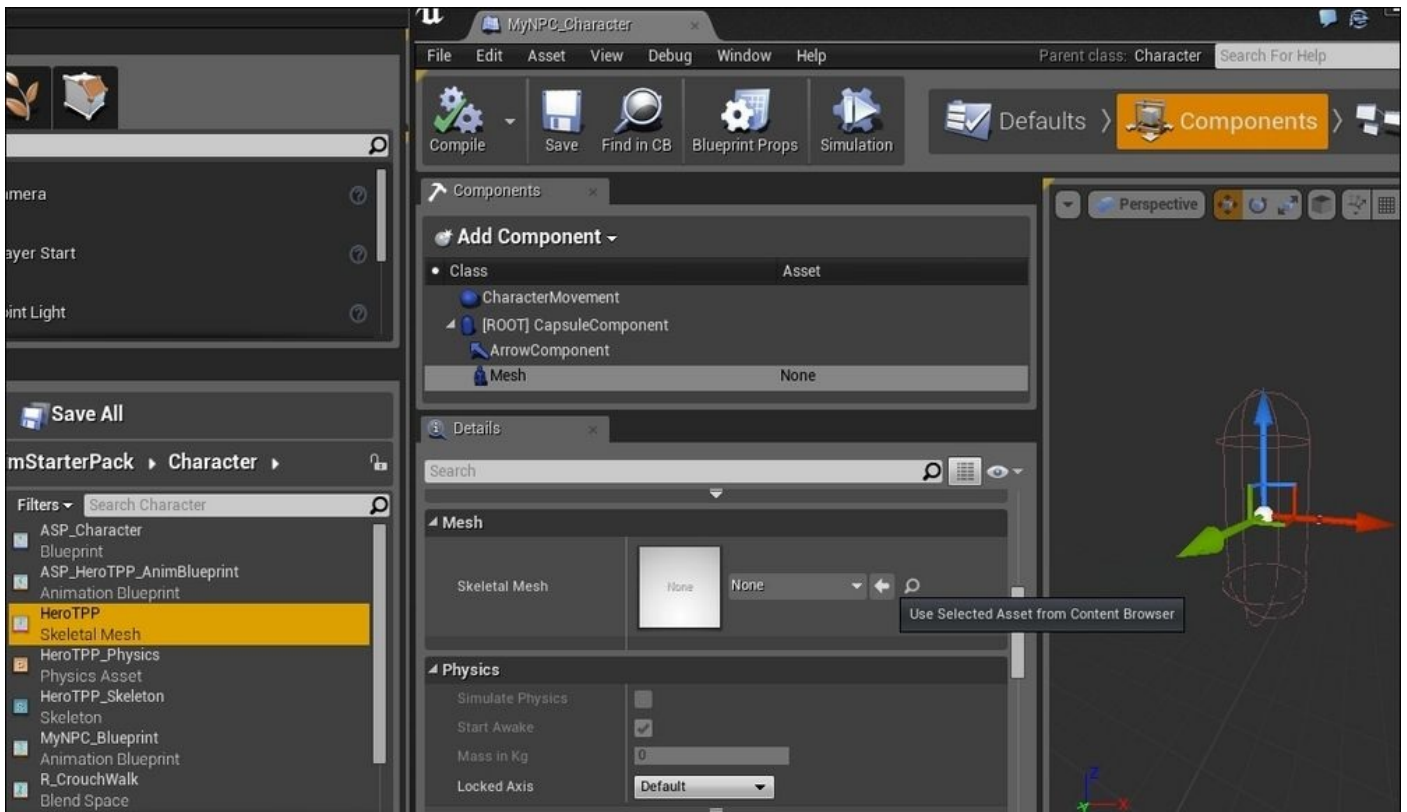 MyNPC_Character
File Edit Asset View Debug Window Help
Parent class: Character Search For Help
Compile Save Find in CB Blueprint Props Simulation
Defaults Components
Components
Add Component
Class Asset
CharacterMovement
[ROOT] CapsuleComponent
ArrowComponent
Mesh None
Details
Search
Mesh
Skeletal Mesh None None
Use Selected Asset from Content Browser
Physics
Simulate Physics
Start Awake
Mass in Kg 0
Locked Axis Default
Perspective
Z
X
Y
amera
ayer Start
oint Light
Save All
mStarterPack Character
Filters Search Character
ASP_Character
Blueprint
ASP_HeroTPP_AnimBlueprint
Animation Blueprint
HeroTPP
Skeletal Mesh
HeroTPP_Physics
Physics Asset
HeroTPP_Skeleton
Skeleton
MyNPC_Blueprint
Animation Blueprint
R_CrouchWalk
Blend Space